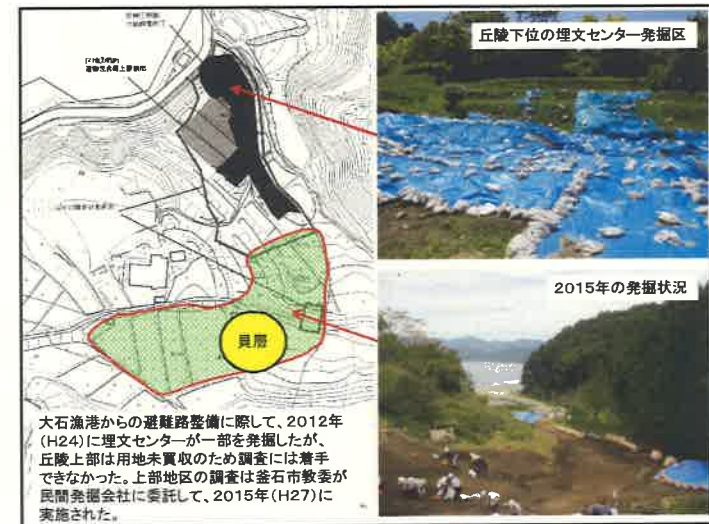 丘陵下位の埋文センター発掘区
2015年の発掘状況
貝層
大石漁港からの避難路整備に際して、2012年
(H24)に埋文センターが一部を発掘したが、
丘陵上部は用地未買収のため調査には着手
できなかった。上部地区の調査は釜石市教委が
民間発掘会社に委託して、2015年(H27)に
実施された。